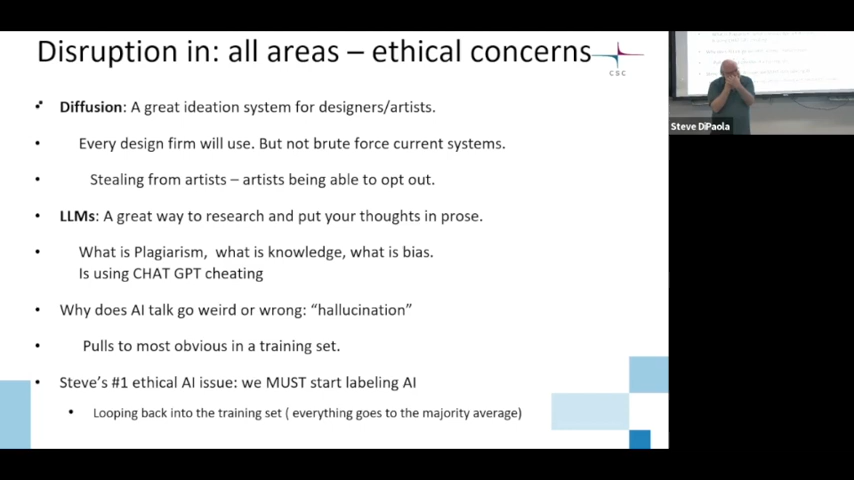 Disruption in: all areas – ethical concerns
CSC
• Diffusion: A great ideation system for designers/artists.
• Every design firm will use. But not brute force current systems.
• Stealing from artists – artists being able to opt out.
• LLMs: A great way to research and put your thoughts in prose.
• What is Plagiarism, what is knowledge, what is bias.
Is using CHAT GPT cheating
• Why does AI talk go weird or wrong: “hallucination”
• Pulls to most obvious in a training set.
• Steve’s #1 ethical AI issue: we MUST start labeling AI
• Looping back into the training set ( everything goes to the majority average)
Steve DiPaola